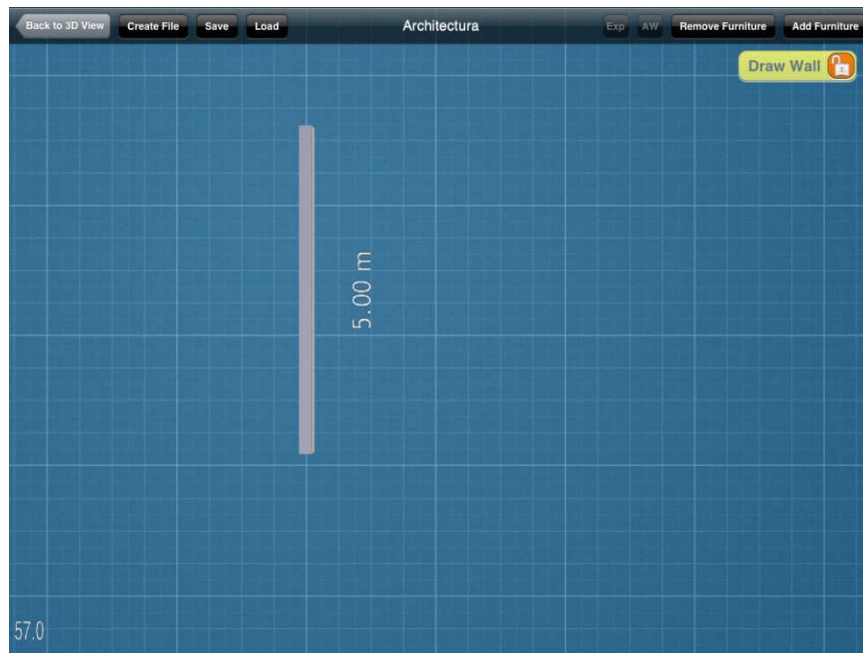 Back to 3D View Create File Save Load Architectura Exp AW Remove Furniture Add Furniture
Draw Wall
5.00 m
57.0